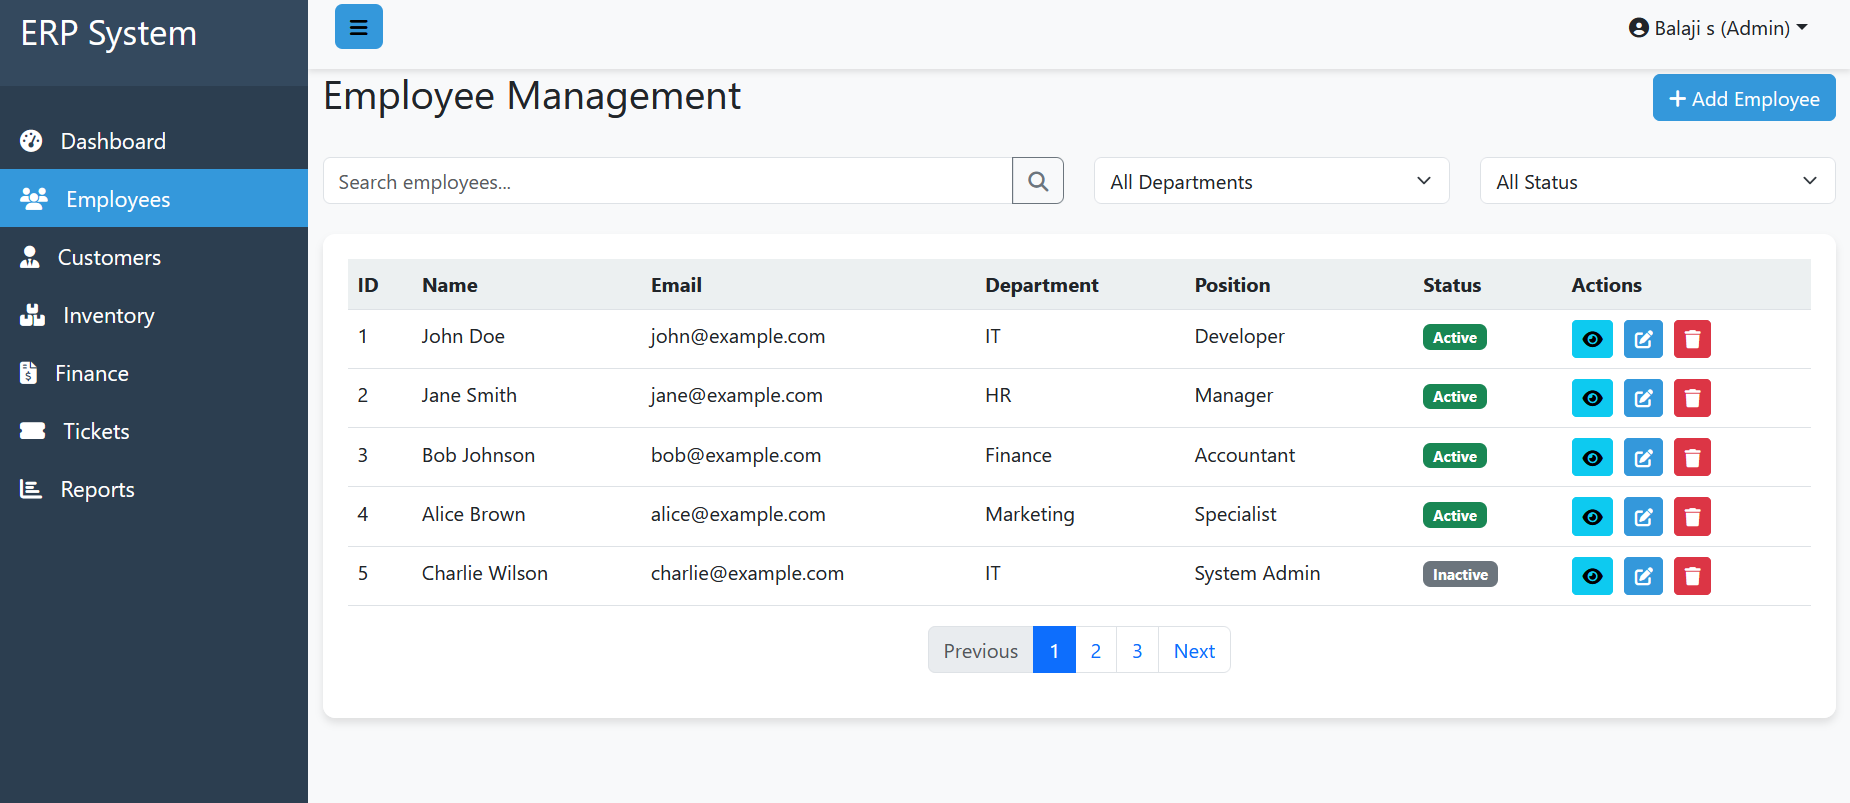 ERP System
Balaji s (Admin)
Dashboard
Employees
Customers
Inventory
Finance
Tickets
Reports
Employee Management
Add Employee
Search employees...
All Departments
All Status
ID Name Email Department Position Status Actions
1 John Doe john@example.com IT Developer Active
2 Jane Smith jane@example.com HR Manager Active
3 Bob Johnson bob@example.com Finance Accountant Active
4 Alice Brown alice@example.com Marketing Specialist Active
5 Charlie Wilson charlie@example.com IT System Admin Inactive
Previous 1 2 3 Next